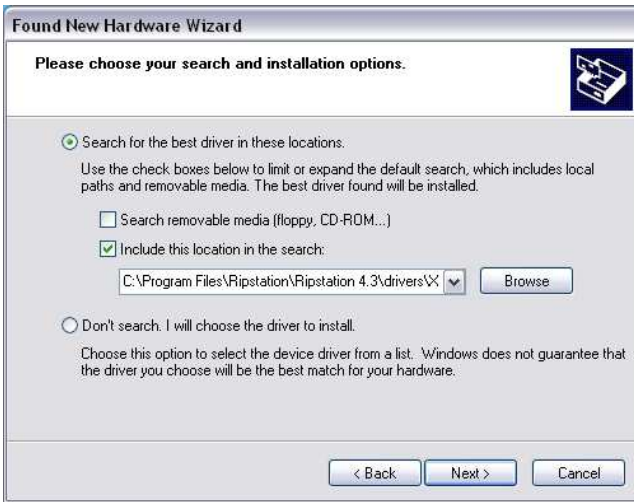 Found New Hardware Wizard
Please choose your search and installation options.
Search for the best driver in these locations.
Use the check boxes below to limit or expand the default search, which includes local
paths and removable media. The best driver found will be installed.
Search removable media (floppy, CD-ROM...)
Include this location in the search:
C:\Program Files\Ripstation\Ripstation 4.3\drivers\X
Browse
Don't search. I will choose the driver to install.
Choose this option to select the device driver from a list. Windows does not guarantee that
the driver you choose will be the best match for your hardware.
< Back Next > Cancel